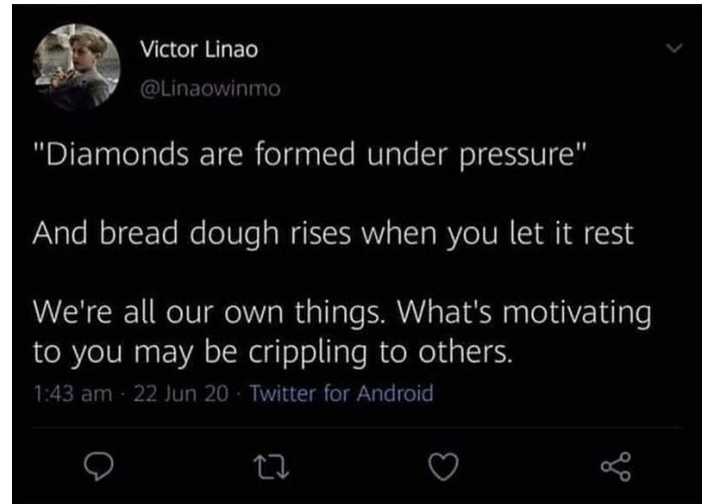 Victor Linao
@Linaowinmo
"Diamonds are formed under pressure"
And bread dough rises when you let it rest
We're all our own things. What's motivating
to you may be crippling to others.
1:43 am · 22 Jun 20 · Twitter for Android